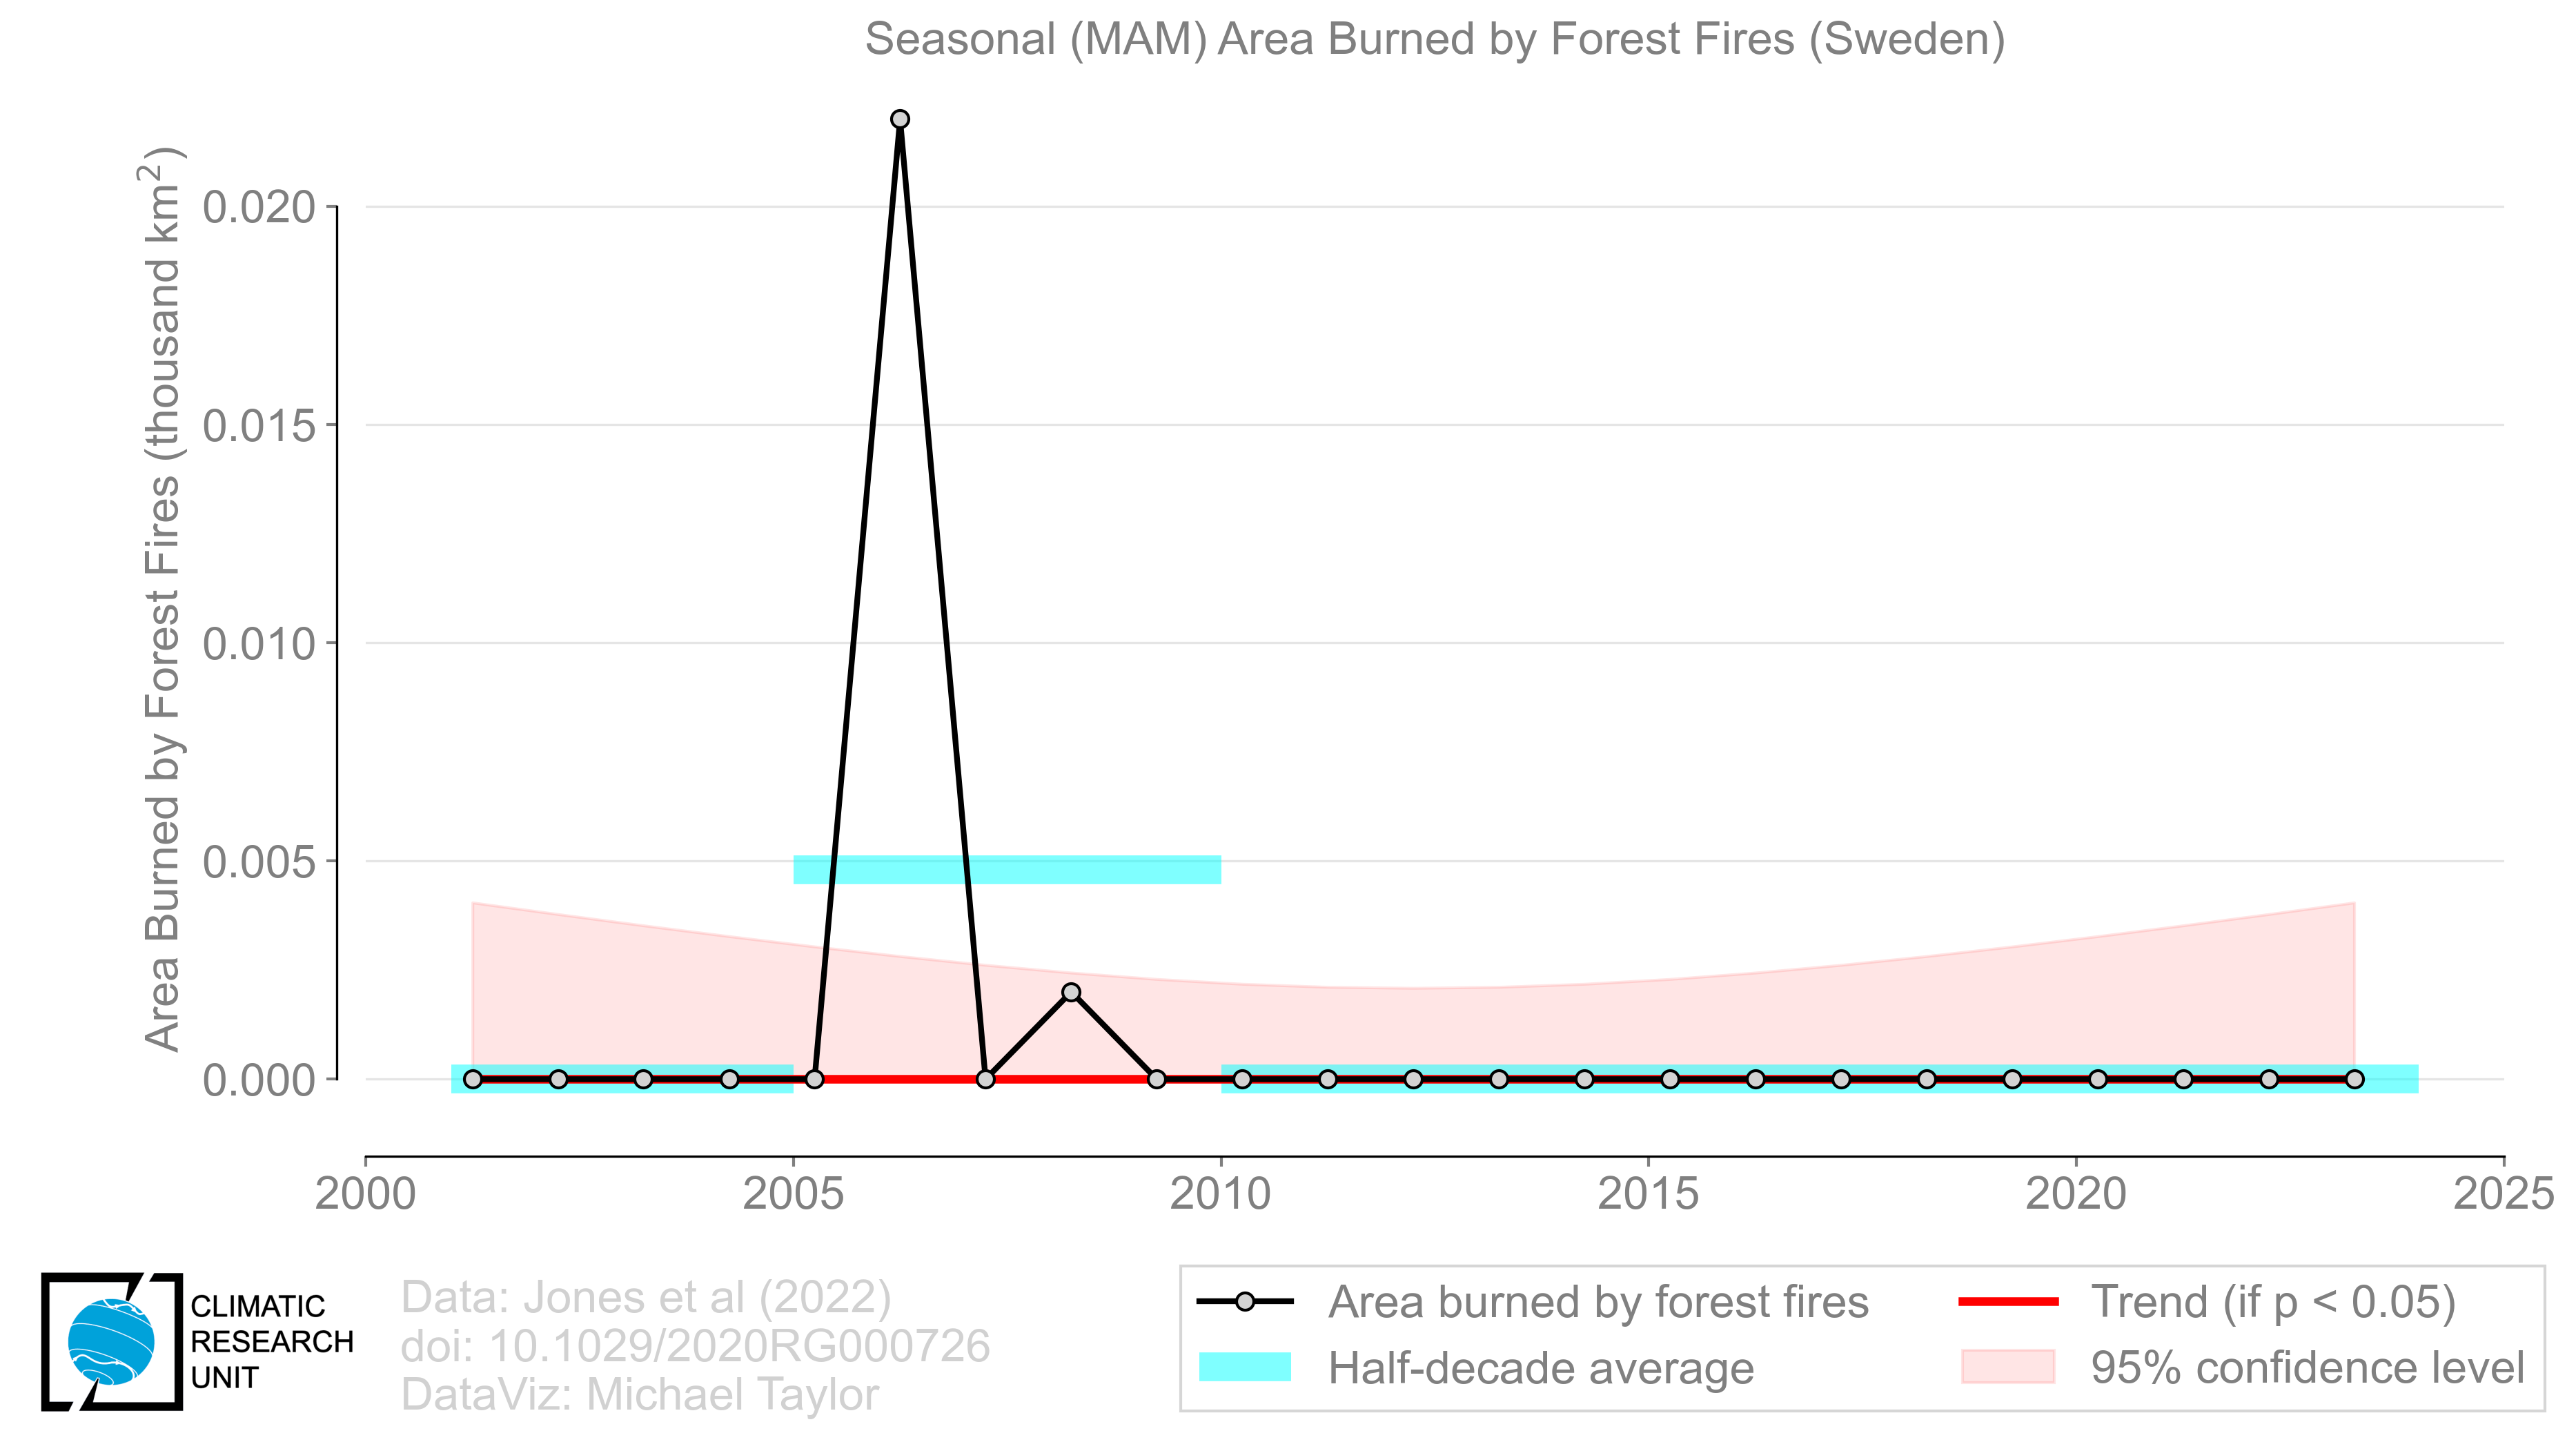 Seasonal (MAM) Area Burned by Forest Fires (Sweden)
Area Burned by Forest Fires (thousand km²)
0.020
0.015
0.010
0.005
0.000
2000 2005 2010 2015 2020 2025
CLIMATIC
RESEARCH
UNIT
Data: Jones et al (2022)
doi: 10.1029/2020RG000726
DataViz: Michael Taylor
Area burned by forest fires
Half-decade average
Trend (if p < 0.05)
95% confidence level